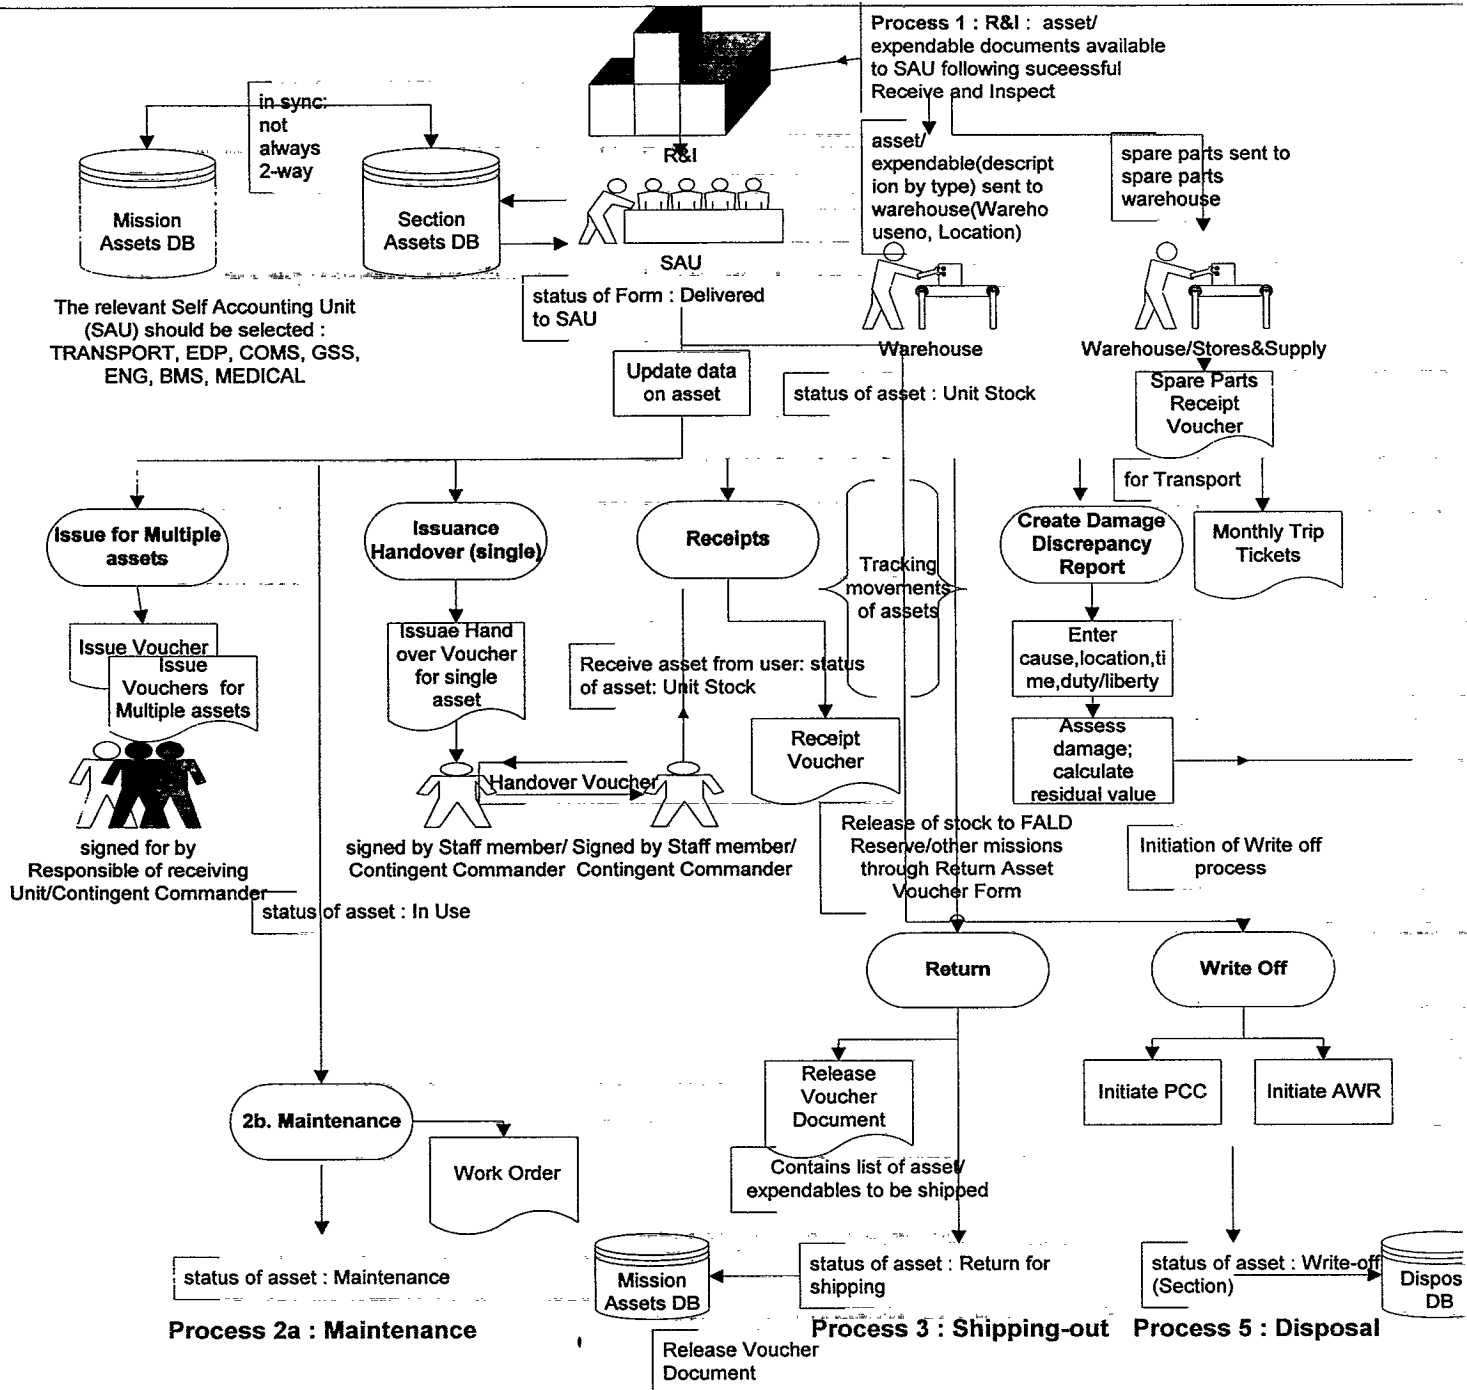 Process 1 : R&I : asset/
expendable documents available
to SAU following suceessful
Receive and Inspect
in sync:
not
always
2-way
R&I
asset/
expendable(descript
ion by type) sent to
warehouse(Wareho
useno, Location)
spare parts sent to
spare parts
warehouse
Mission
Assets DB
Section
Assets DB
SAU
The relevant Self Accounting Unit
(SAU) should be selected :
TRANSPORT, EDP, COMS, GSS,
ENG, BMS, MEDICAL
status of Form : Delivered
to SAU
Warehouse
Warehouse/Stores&Supply
Update data
on asset
status of asset : Unit Stock
Spare Parts
Receipt
Voucher
for Transport
Issue for Multiple
assets
Issuance
Handover (single)
Receipts
Tracking
movements
of assets
Create Damage
Discrepancy
Report
Monthly Trip
Tickets
Issue Voucher
Issue
Vouchers for
Multiple assets
Issuae Hand
over Voucher
for single
asset
Receive asset from user: status
of asset: Unit Stock
Enter
cause,location,ti
me,duty/liberty
Receipt
Voucher
Assess
damage;
calculate
residual value
Handover Voucher
signed for by
Responsible of receiving
Unit/Contingent Commander
signed by Staff member/
Contingent Commander
Signed by Staff member/
Contingent Commander
Release of stock to FALD
Reserve/other missions
through Return Asset
Voucher Form
Initiation of Write off
process
status of asset : In Use
Return
Write Off
Release
Voucher
Document
Initiate PCC
Initiate AWR
2b. Maintenance
Work Order
Contains list of asset/
expendables to be shipped
status of asset : Maintenance
Mission
Assets DB
status of asset : Return for
shipping
status of asset : Write-off
(Section)
Dispos
DB
Process 2a : Maintenance
Process 3 : Shipping-out
Process 5 : Disposal
Release Voucher
Document